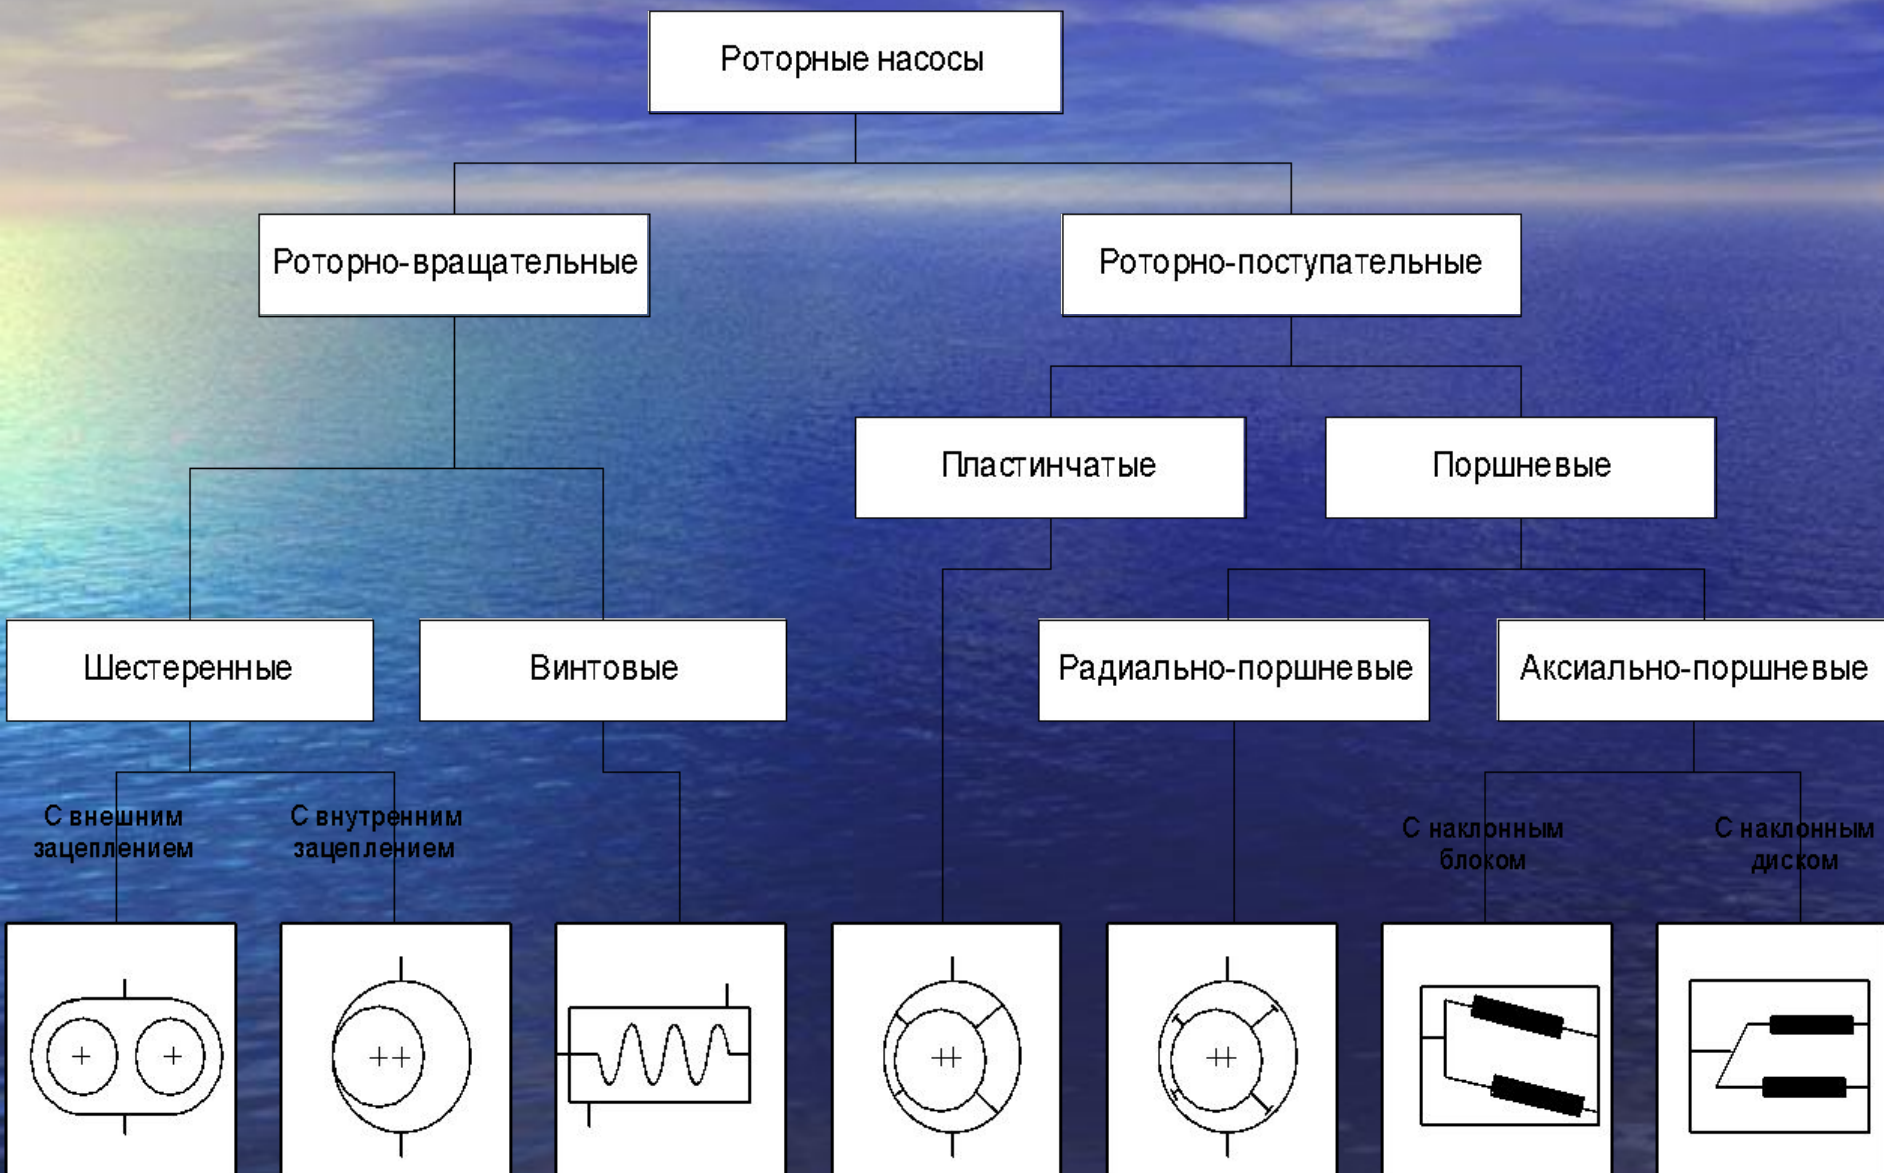 Роторные насосы
Роторно-вращательные
Роторно-поступательные
Пластинчатые
Поршневые
Шестеренные
Винтовые
Радиально-поршневые
Аксиально-поршневые
С внешним
зацеплением
С внутренним
зацеплением
С наклонным
блоком
С наклонным
диском